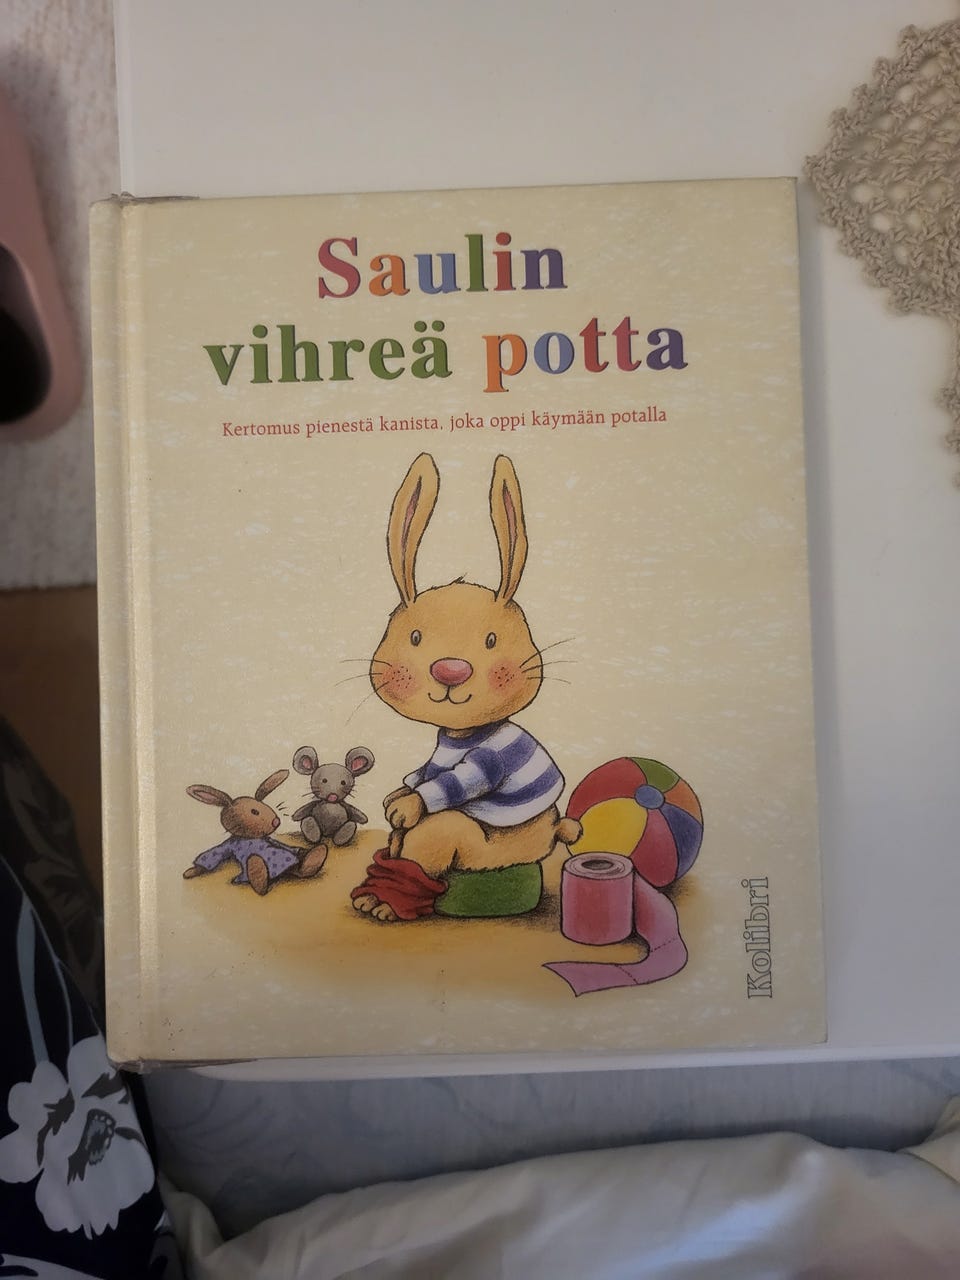 Saulin
vihreä potta
Kertomus pienestä kanista, joka oppi käymään potalla
Kolibri